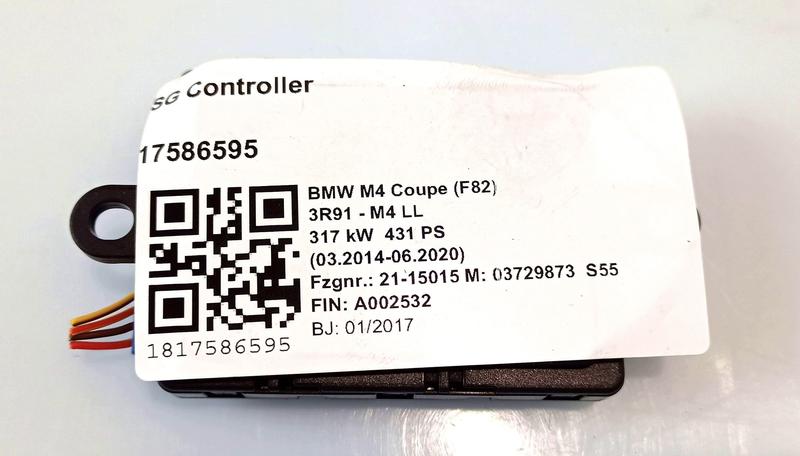 SG Controller
17586595
BMW M4 Coupe (F82)
3R91 - M4 LL
317 kW 431 PS
(03.2014-06.2020)
Fzgnr.: 21-15015 M: 03729873 S55
FIN: A002532
BJ: 01/2017
1817586595